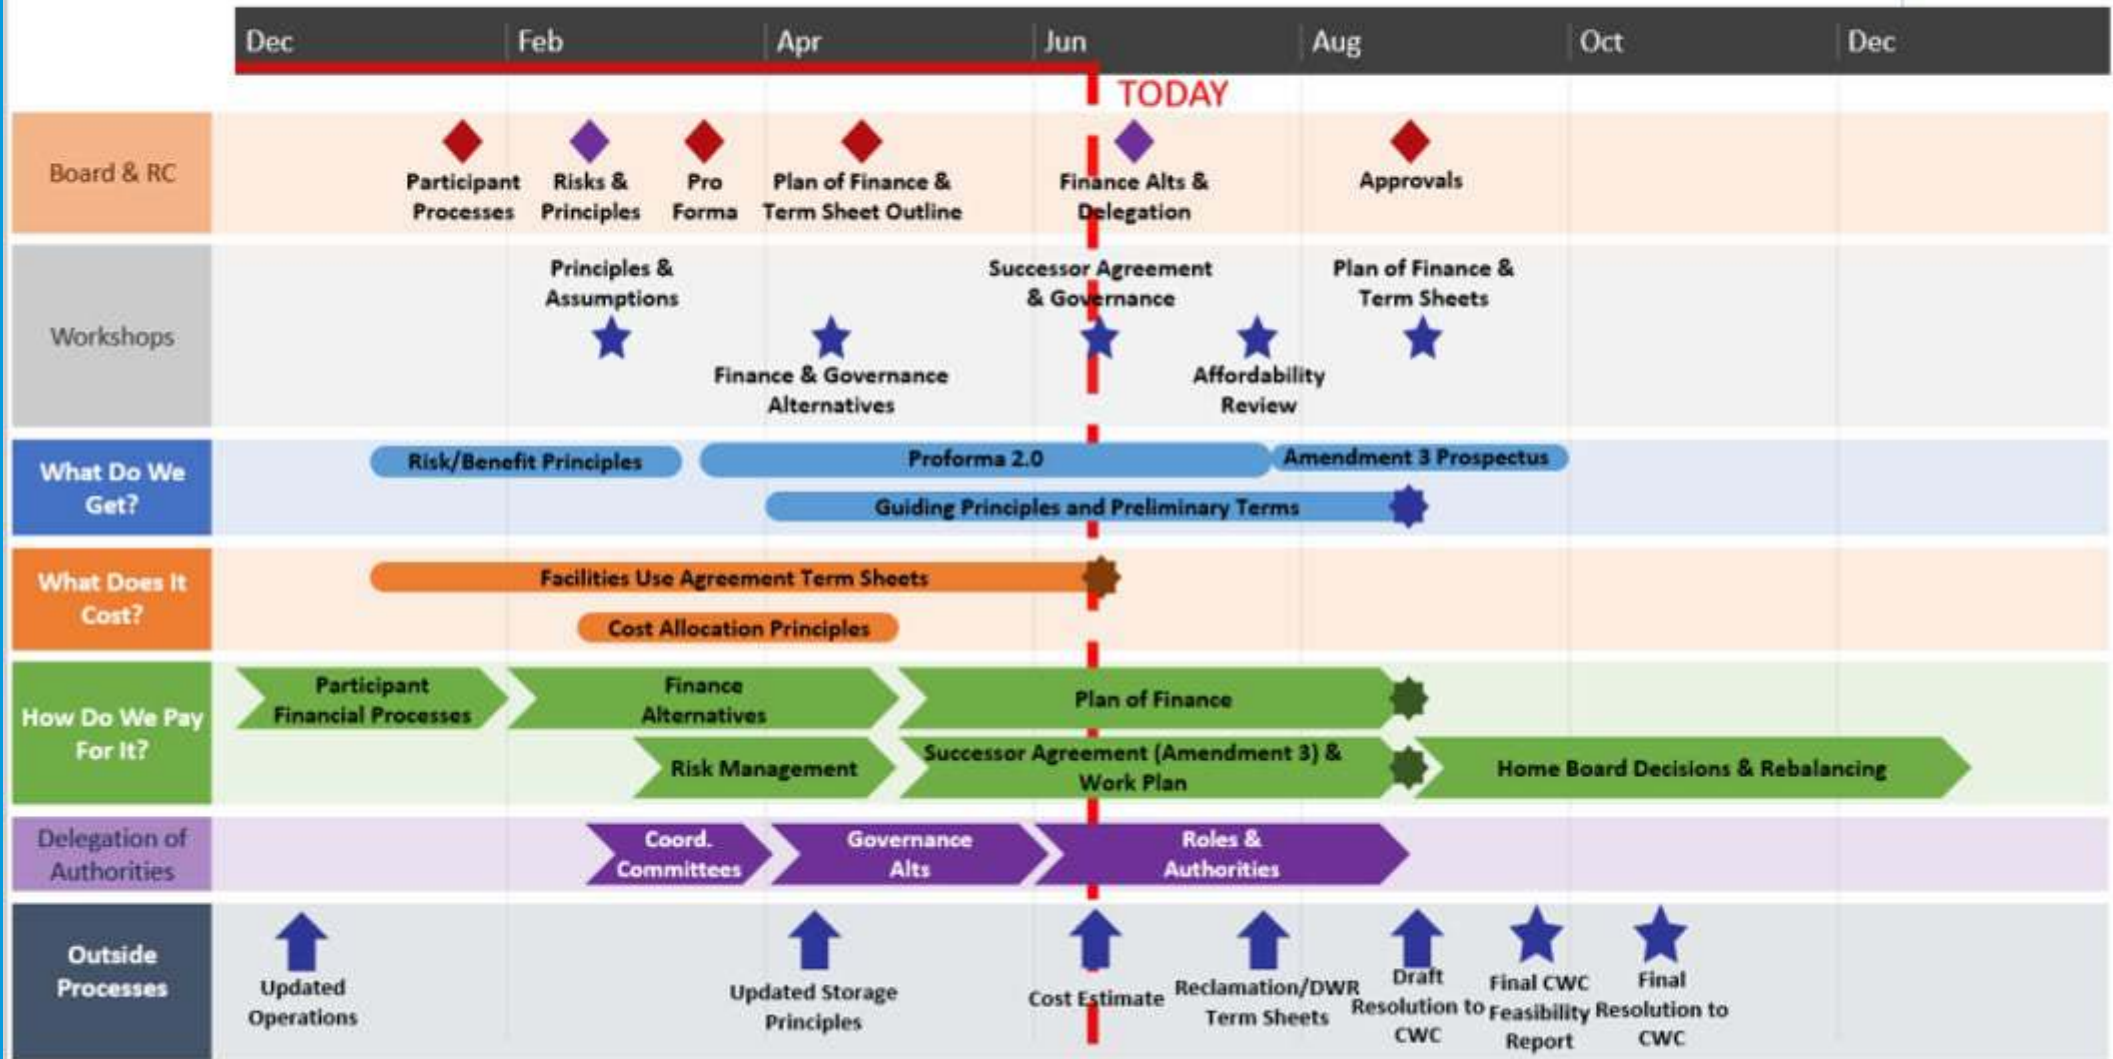 Dec Feb Apr Jun Aug Oct Dec
TODAY
Board & RC
Participant
Processes
Risks &
Principles
Pro
Forma
Plan of Finance &
Term Sheet Outline
Finance Alts &
Delegation
Approvals
Workshops
Principles &
Assumptions
Finance & Governance
Alternatives
Successor Agreement
& Governance
Affordability
Review
Plan of Finance &
Term Sheets
What Do We
Get?
Risk/Benefit Principles
Proforma 2.0
Amendment 3 Prospectus
Guiding Principles and Preliminary Terms
What Does It
Cost?
Facilities Use Agreement Term Sheets
Cost Allocation Principles
How Do We Pay
For It?
Participant
Financial Processes
Finance
Alternatives
Plan of Finance
Risk Management
Successor Agreement (Amendment 3) &
Work Plan
Home Board Decisions & Rebalancing
Delegation of
Authorities
Coord.
Committees
Governance
Alts
Roles &
Authorities
Outside
Processes
Updated
Operations
Updated Storage
Principles
Cost Estimate
Reclamation/DWR
Term Sheets
Draft
Resolution to
CWC
Final CWC
Feasibility
Report
Final
Resolution to
CWC